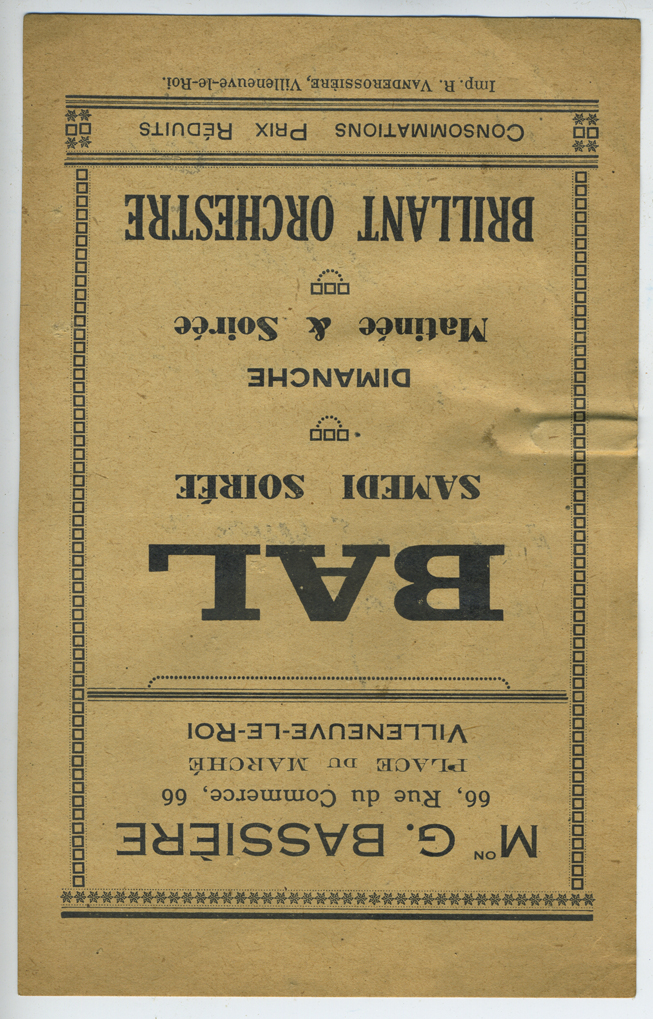 Mon G. BASSIÈRE
66, Rue du Commerce, 66
PLACE DU MARCHÉ
VILLENEUVE-LE-ROI
BAL
SAMEDI SOIRÉE
DIMANCHE
Matinée & Soirée
BRILLANT ORCHESTRE
CONSOMMATIONS PRIX RÉDUITS
Imp. R. VANDEROSSIÈRE, Villeneuve-le-Roi.